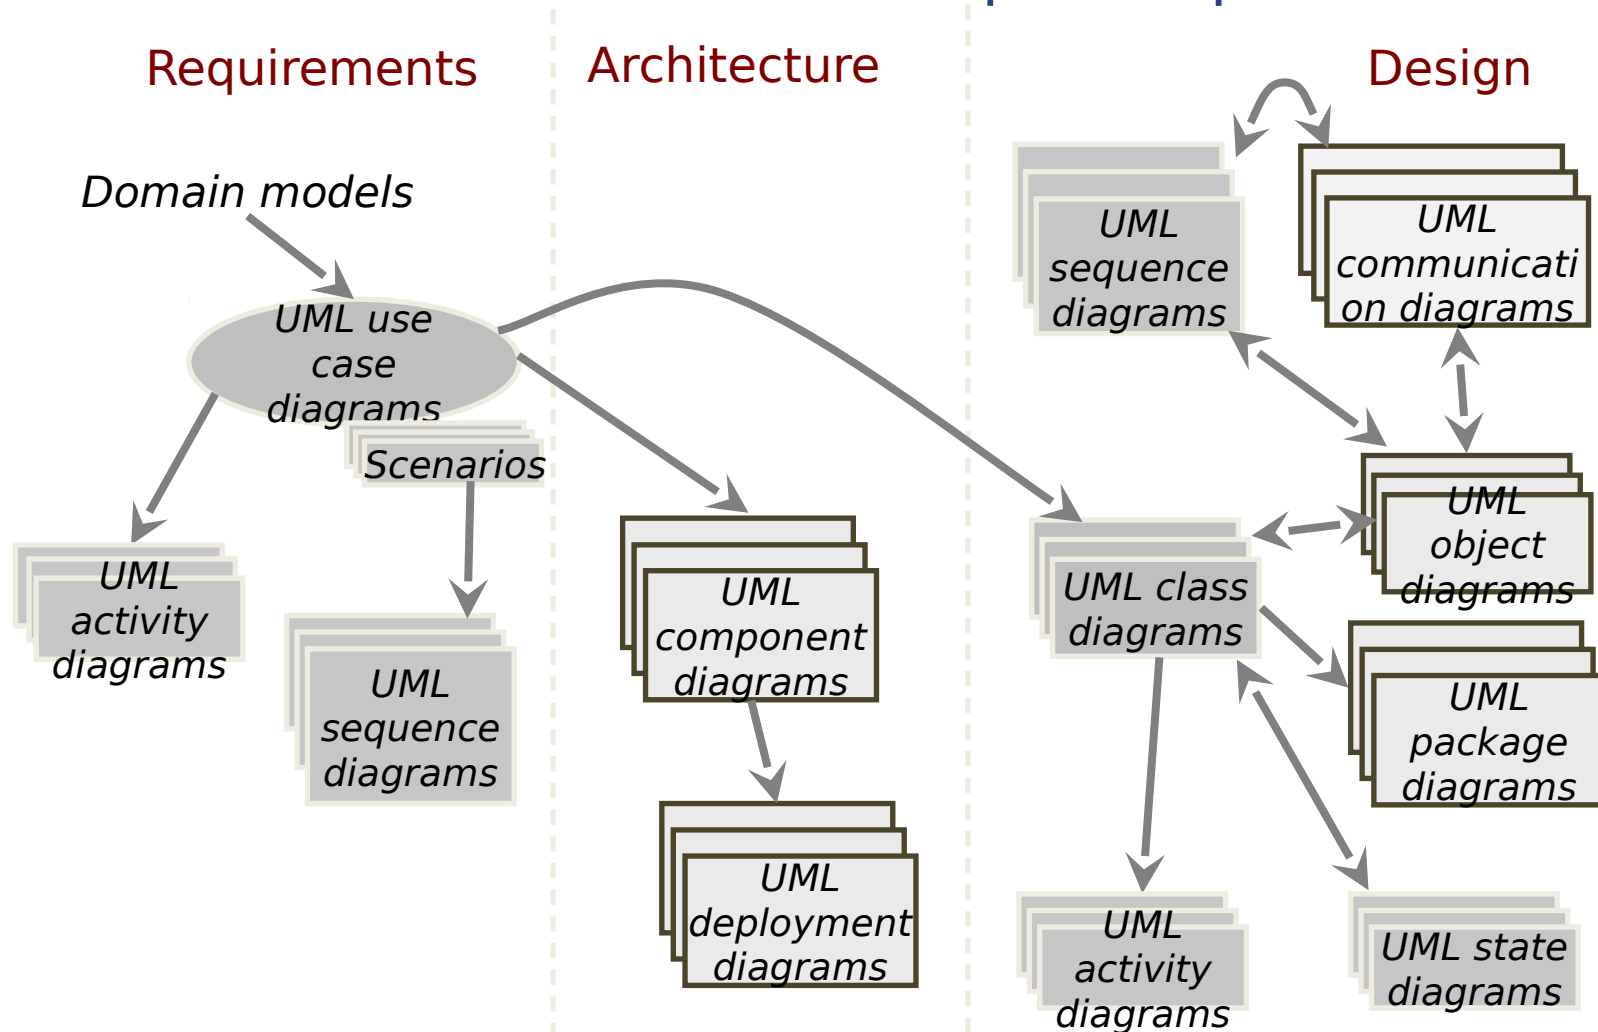 Requirements
Architecture
Design
Domain models
UML use
case
diagrams
Scenarios
UML
activity
diagrams
UML
sequence
diagrams
UML
component
diagrams
UML
deployment
diagrams
UML
sequence
diagrams
UML
communicati
on diagrams
UML
object
diagrams
UML class
diagrams
UML
package
diagrams
UML
activity
diagrams
UML state
diagrams